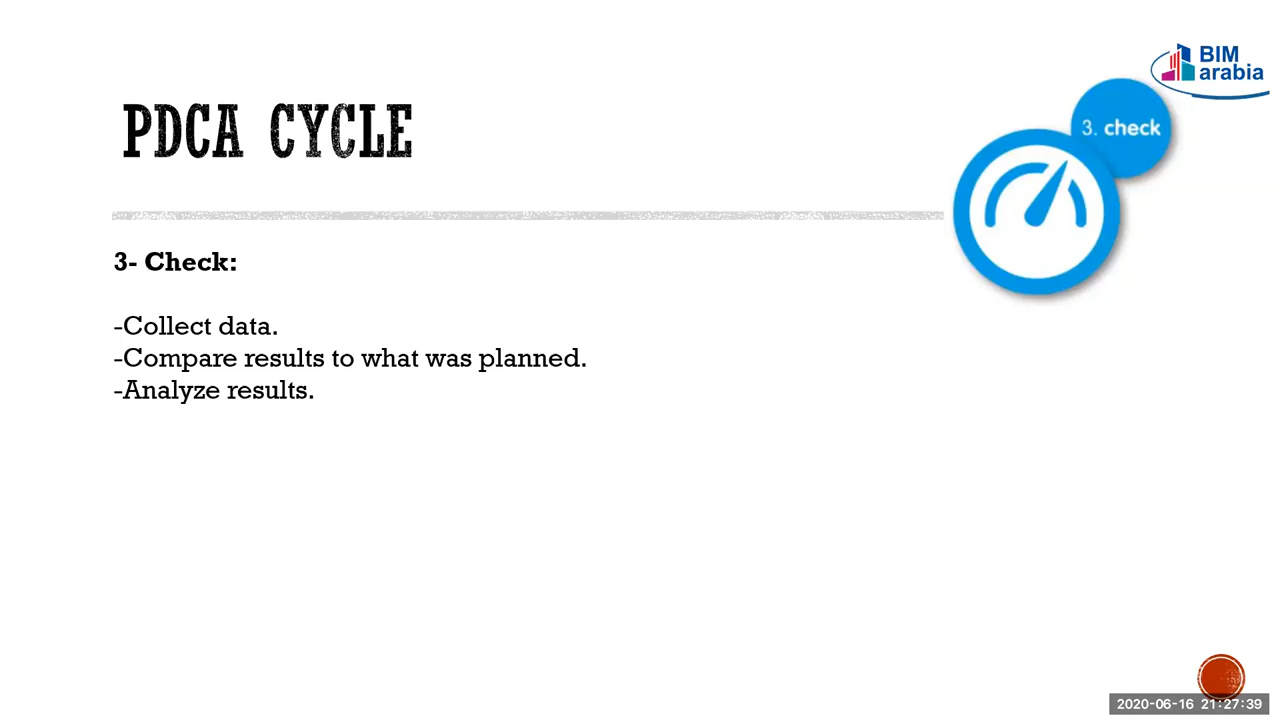 BIM
arabia
PDCA CYCLE
3. check
3- Check:
-Collect data.
-Compare results to what was planned.
-Analyze results.
2020-06-16 21:27:39